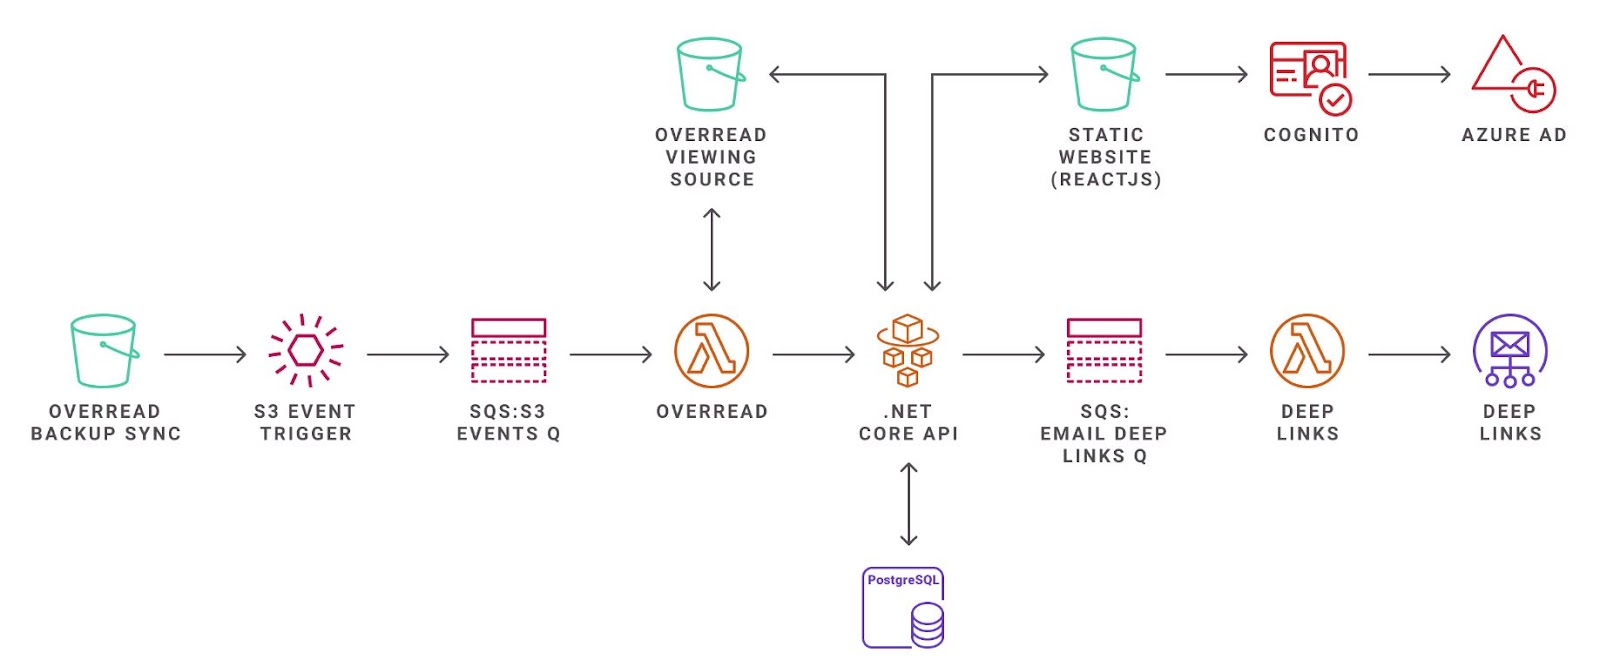 OVERREAD
VIEWING
SOURCE
STATIC
WEBSITE
(REACTJS)
COGNITO
AZURE AD
OVERREAD
BACKUP SYNC
S3 EVENT
TRIGGER
SQS:S3
EVENTS Q
OVERREAD
.NET
CORE API
SQS:
EMAIL DEEP
LINKS Q
DEEP
LINKS
DEEP
LINKS
PostgreSQL